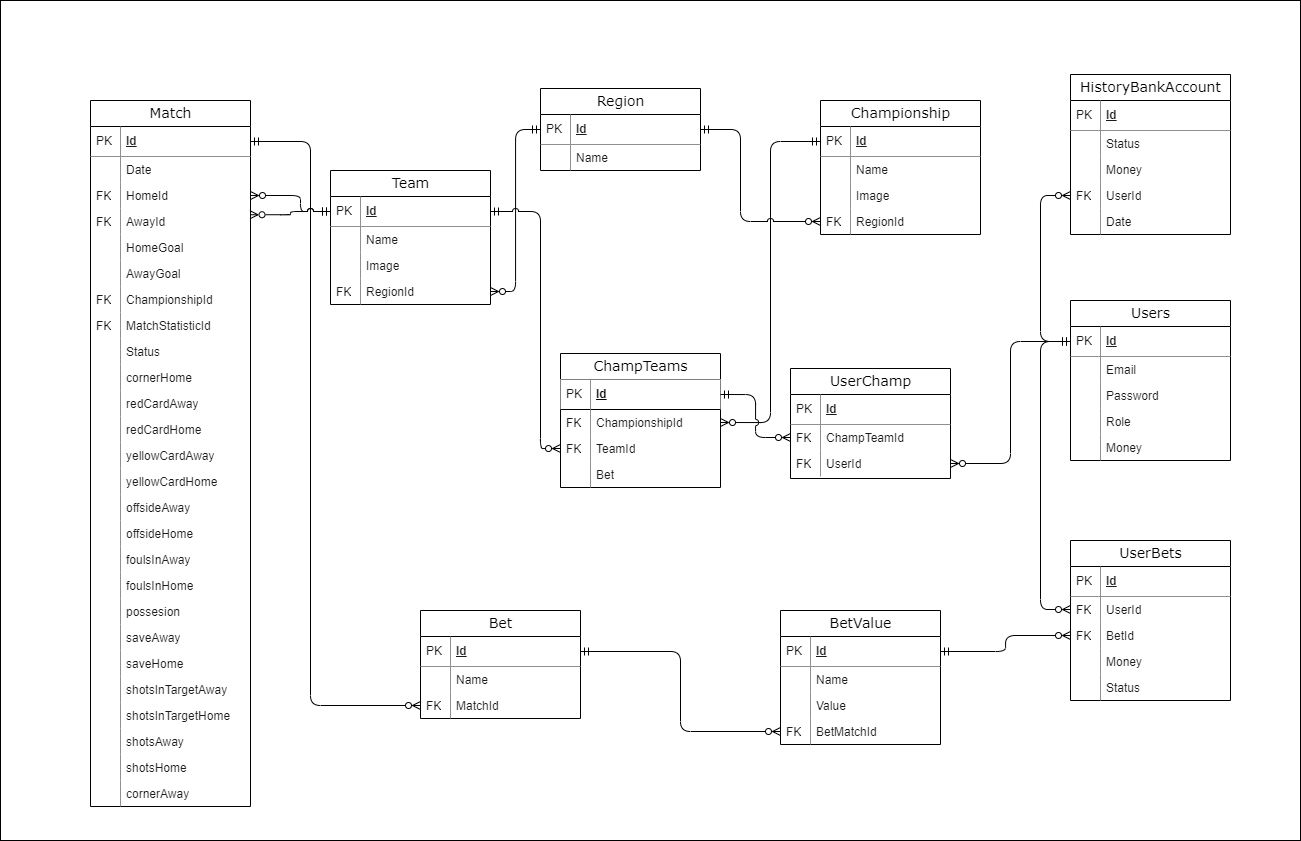 Match
PK Id
Date
FK HomeId
FK AwayId
HomeGoal
AwayGoal
FK ChampionshipId
FK MatchStatisticId
Status
cornerHome
redCardAway
redCardHome
yellowCardAway
yellowCardHome
offsideAway
offsideHome
foulsInAway
foulsInHome
possesion
saveAway
saveHome
shotsInTargetAway
shotsInTargetHome
shotsAway
shotsHome
cornerAway
Team
PK Id
Name
Image
FK RegionId
Region
PK Id
Name
Championship
PK Id
Name
Image
FK RegionId
HistoryBankAccount
PK Id
Status
Money
FK UserId
Date
ChampTeams
PK Id
FK ChampionshipId
FK TeamId
Bet
UserChamp
PK Id
FK ChampTeamId
FK UserId
Users
PK Id
Email
Password
Role
Money
Bet
PK Id
Name
FK MatchId
BetValue
PK Id
Name
Value
FK BetMatchId
UserBets
PK Id
FK UserId
FK BetId
Money
Status